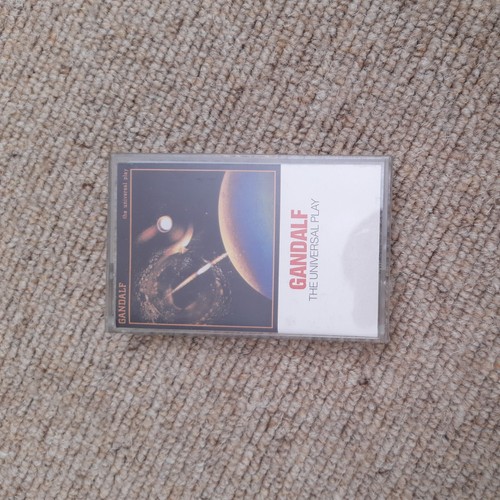 GANDALF
the universal play
GANDALF
THE UNIVERSAL PLAY